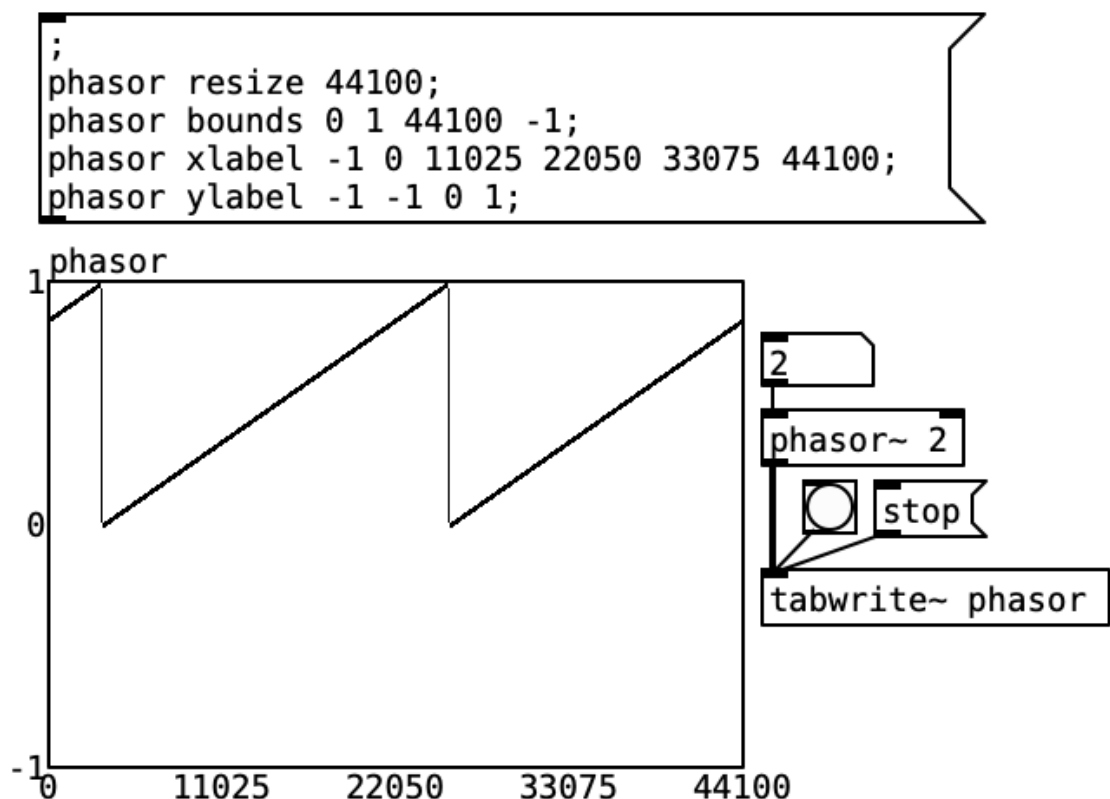 ;
phasor resize 44100;
phasor bounds 0 1 44100 -1;
phasor xlabel -1 0 11025 22050 33075 44100;
phasor ylabel -1 -1 0 1;
phasor
1
2
phasor~ 2
stop
0
tabwrite~ phasor
-1
0 11025 22050 33075 44100